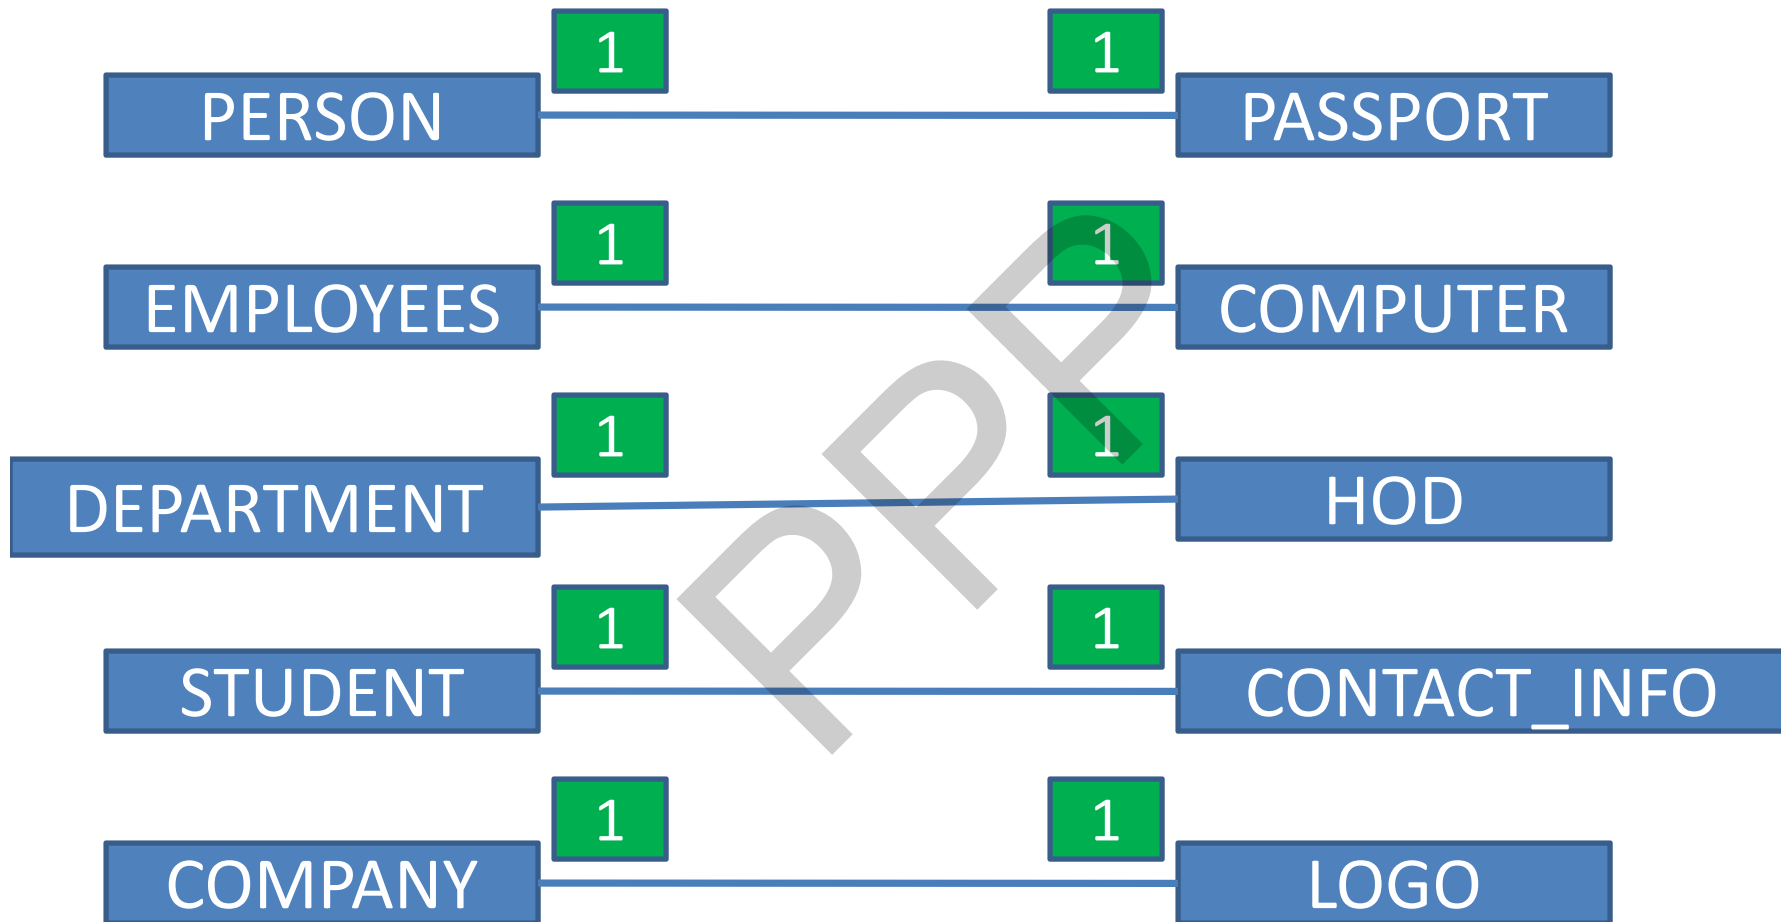 1 1
PERSON PASSPORT
1 1
EMPLOYEES COMPUTER
1 1
DEPARTMENT HOD
1 1
STUDENT CONTACT_INFO
1 1
COMPANY LOGO
PPP